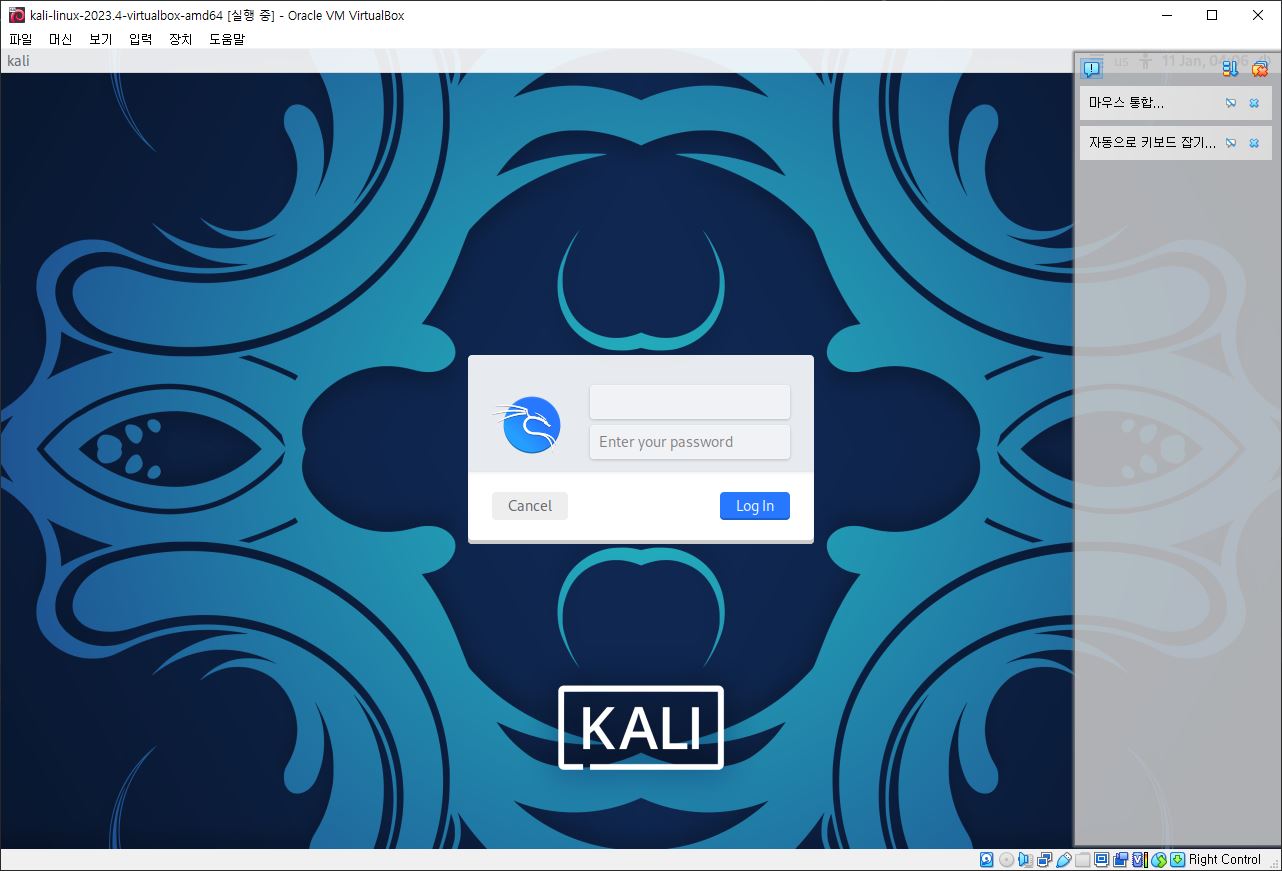 kali-linux-2023.4-virtualbox-amd64 [실행 중] - Oracle VM VirtualBox
파일 머신 보기 입력 장치 도움말
kali
us 11 Jan,
마우스 통합...
자동으로 키보드 잡기...
Enter your password
Cancel Log In
KALI
Right Control